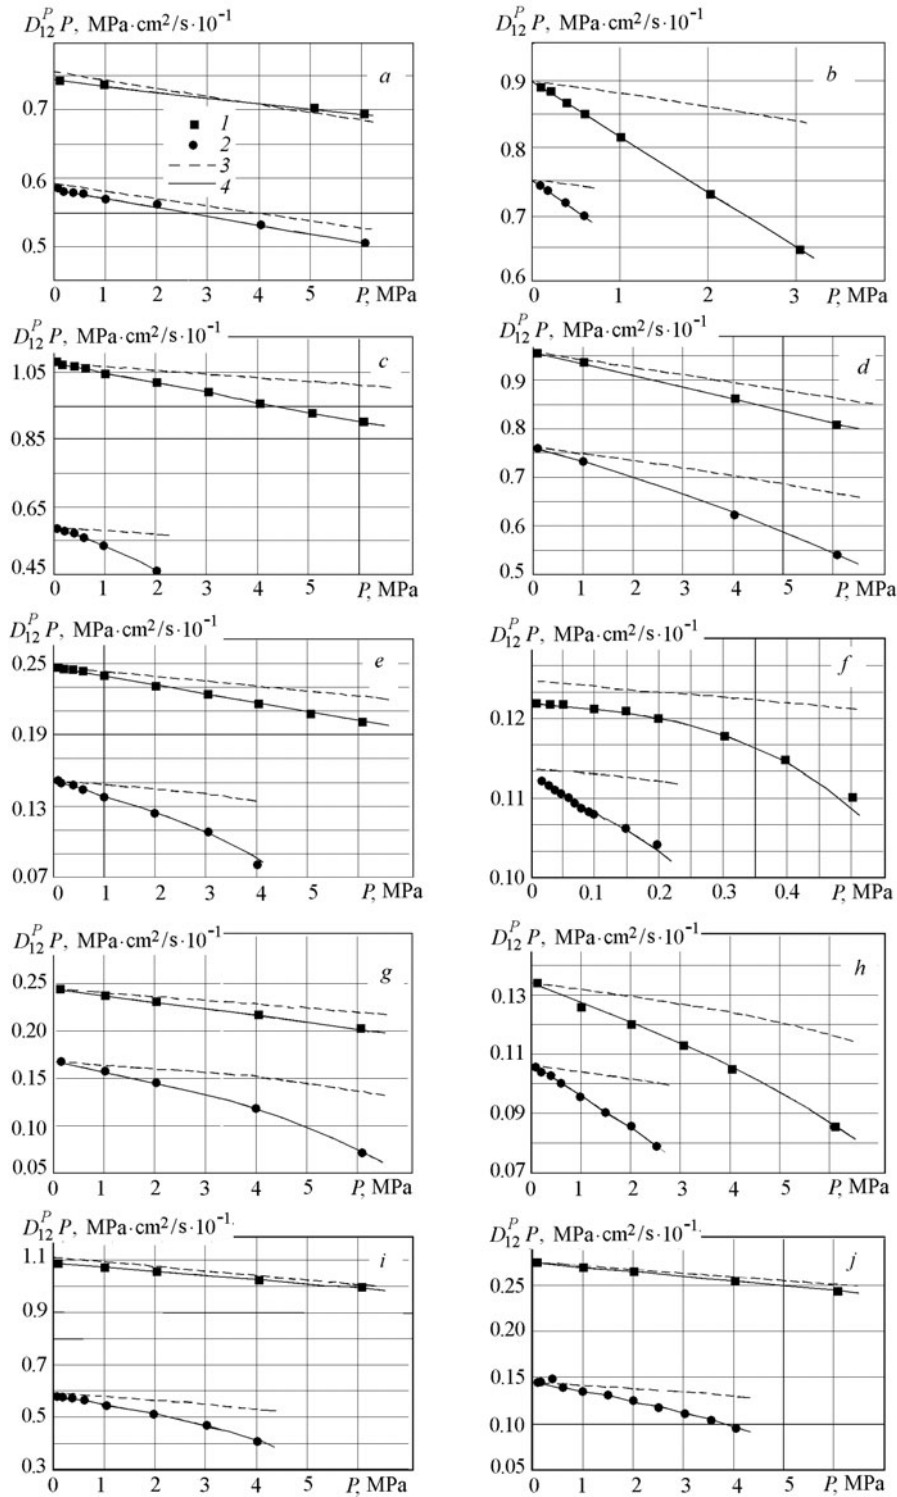 D₁₂ᴾ P, MPa·cm²/s·10⁻¹
a
0.7
1
2
3
0.6
4
0.5
0 1 2 3 4 5 P, MPa
D₁₂ᴾ P, MPa·cm²/s·10⁻¹
0.9
b
0.8
0.7
0.6
0 1 2 3 P, MPa
D₁₂ᴾ P, MPa·cm²/s·10⁻¹
c
1.05
0.85
0.65
0.45
0 1 2 3 4 5 P, MPa
D₁₂ᴾ P, MPa·cm²/s·10⁻¹
d
0.9
0.8
0.7
0.6
0.5
0 1 2 3 4 5 P, MPa
D₁₂ᴾ P, MPa·cm²/s·10⁻¹
0.25
e
0.19
0.13
0.07
0 1 2 3 4 5 P, MPa
D₁₂ᴾ P, MPa·cm²/s·10⁻¹
f
0.12
0.11
0.10
0 0.1 0.2 0.3 0.4 P, MPa
D₁₂ᴾ P, MPa·cm²/s·10⁻¹
0.25
g
0.20
0.15
0.10
0.05
0 1 2 3 4 5 P, MPa
D₁₂ᴾ P, MPa·cm²/s·10⁻¹
h
0.13
0.11
0.09
0.07
0 1 2 3 4 5 P, MPa
D₁₂ᴾ P, MPa·cm²/s·10⁻¹
1.1
i
0.9
0.7
0.5
0.3
0 1 2 3 4 5 P, MPa
D₁₂ᴾ P, MPa·cm²/s·10⁻¹
j
0.25
0.20
0.15
0.10
0.05
0 1 2 3 4 5 P, MPa